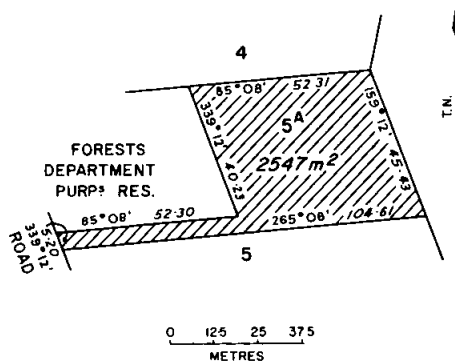 4
85°08' 52·31
339°12' 40·23
159°12' 45·43
T.N.
5A
2547 m²
FORESTS
DEPARTMENT
PURPS RES.
85°08' 52·30
265°08' 104·61
5·20
339°12'
ROAD
5
0 12·5 25 37·5
METRES